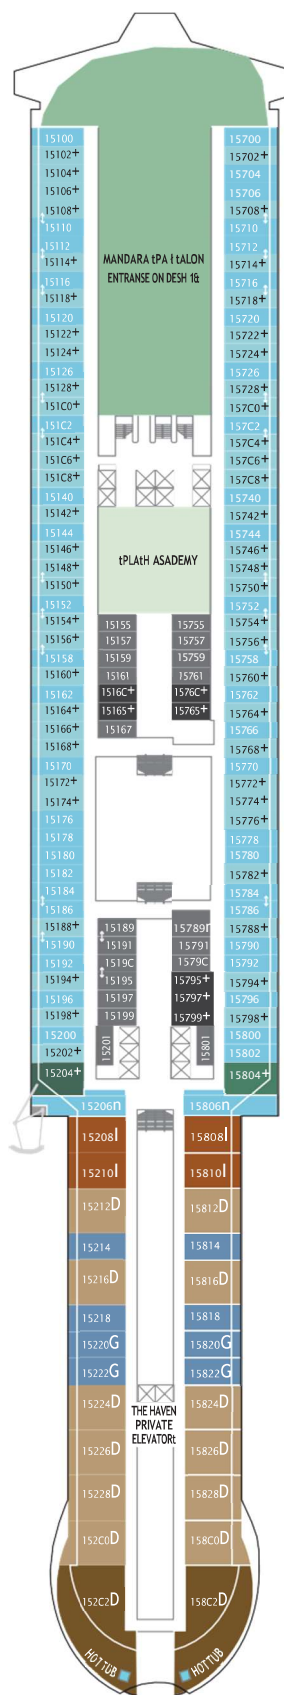 15100 15700
15102+ 15702+
15104+ 15704
15106+ 15706
15108+ 15708+
15110 15710
15112 15712
15114+ MANDARA tPA ł tALON 15714+
15116 ENTRANSE ON DESH 1& 15716
15118+ 15718+
15120 15720
15122+ 15722+
15124+ 15724+
15126 15726
15128+ 15728+
151C0+ 157C0+
151C2 157C2
151C4+ 157C4+
151C6+ 157C6+
151C8+ 157C8+
15140 15740
15142+ 15742+
15144 15744
15146+ 15746+
15148+ tPLAtH ASADEMY 15748+
15150+ 15750+
15152 15752
15154+ 15155 15755 15754+
15156+ 15157 15757 15756+
15158 15159 15759 15758
15160+ 15161 15761 15760+
15162 1516C+ 1576C+ 15762
15164+ 15165+ 15765+ 15764+
15166+ 15167 15766
15168+ 15768+
15170 15770
15172+ 15772+
15174+ 15774+
15176 15776+
15178 15778
15180 15780
15182 15782+
15184 15784
15186 15786
15188+ 15189 15789r 15788+
15190 15191 15791 15790
15192 1519C 1579C 15792
15194+ 15195 15795+ 15794+
15196 15197 15797+ 15796
15198+ 15199 15799+ 15798+
15200 15201 15801 15800
15202+ 15802
15204+ 15804+
15206n 15806n
15208I 15808I
15210I 15810I
15212D 15812D
15214 15814
15216D 15816D
15218 15818
15220G 15820G
15222G 15822G
15224D THE HAVEN 15824D
PRIVATE
15226D ELEVATORt 15826D
15228D 15828D
152C0D 158C0D
152C2D 158C2D
HOT TUB HOT TUB